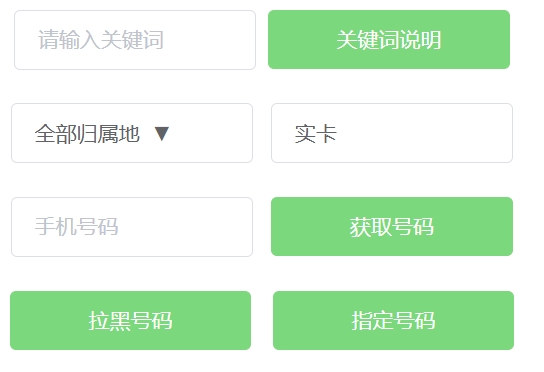 请输入关键词
关键词说明
全部归属地 ▼
实卡
手机号码
获取号码
拉黑号码
指定号码